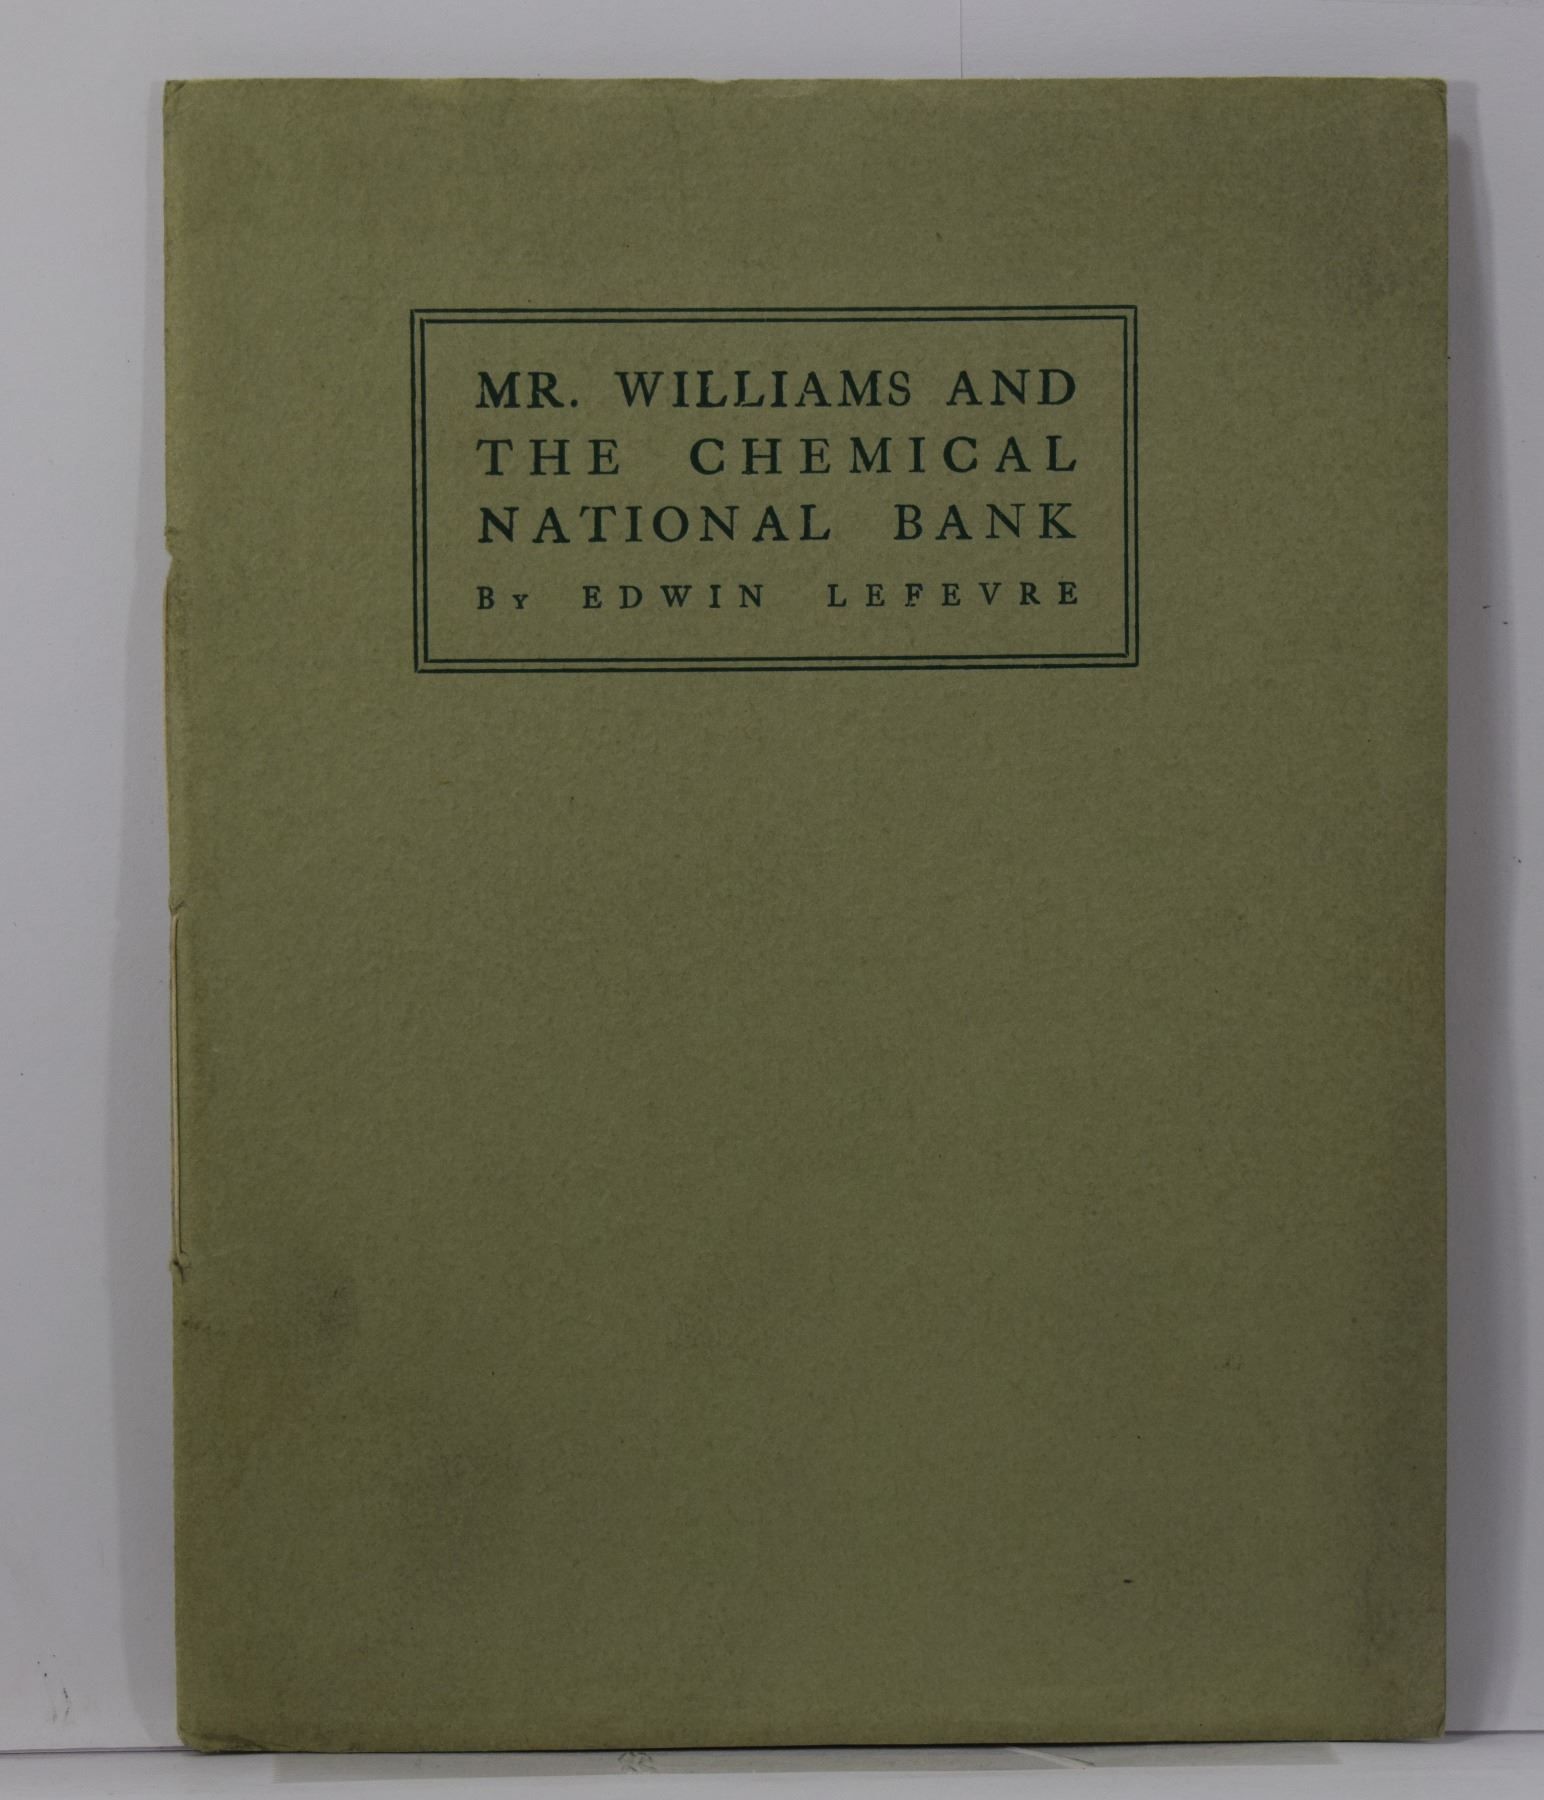 MR. WILLIAMS AND
THE CHEMICAL
NATIONAL BANK
BY EDWIN LEFEVRE